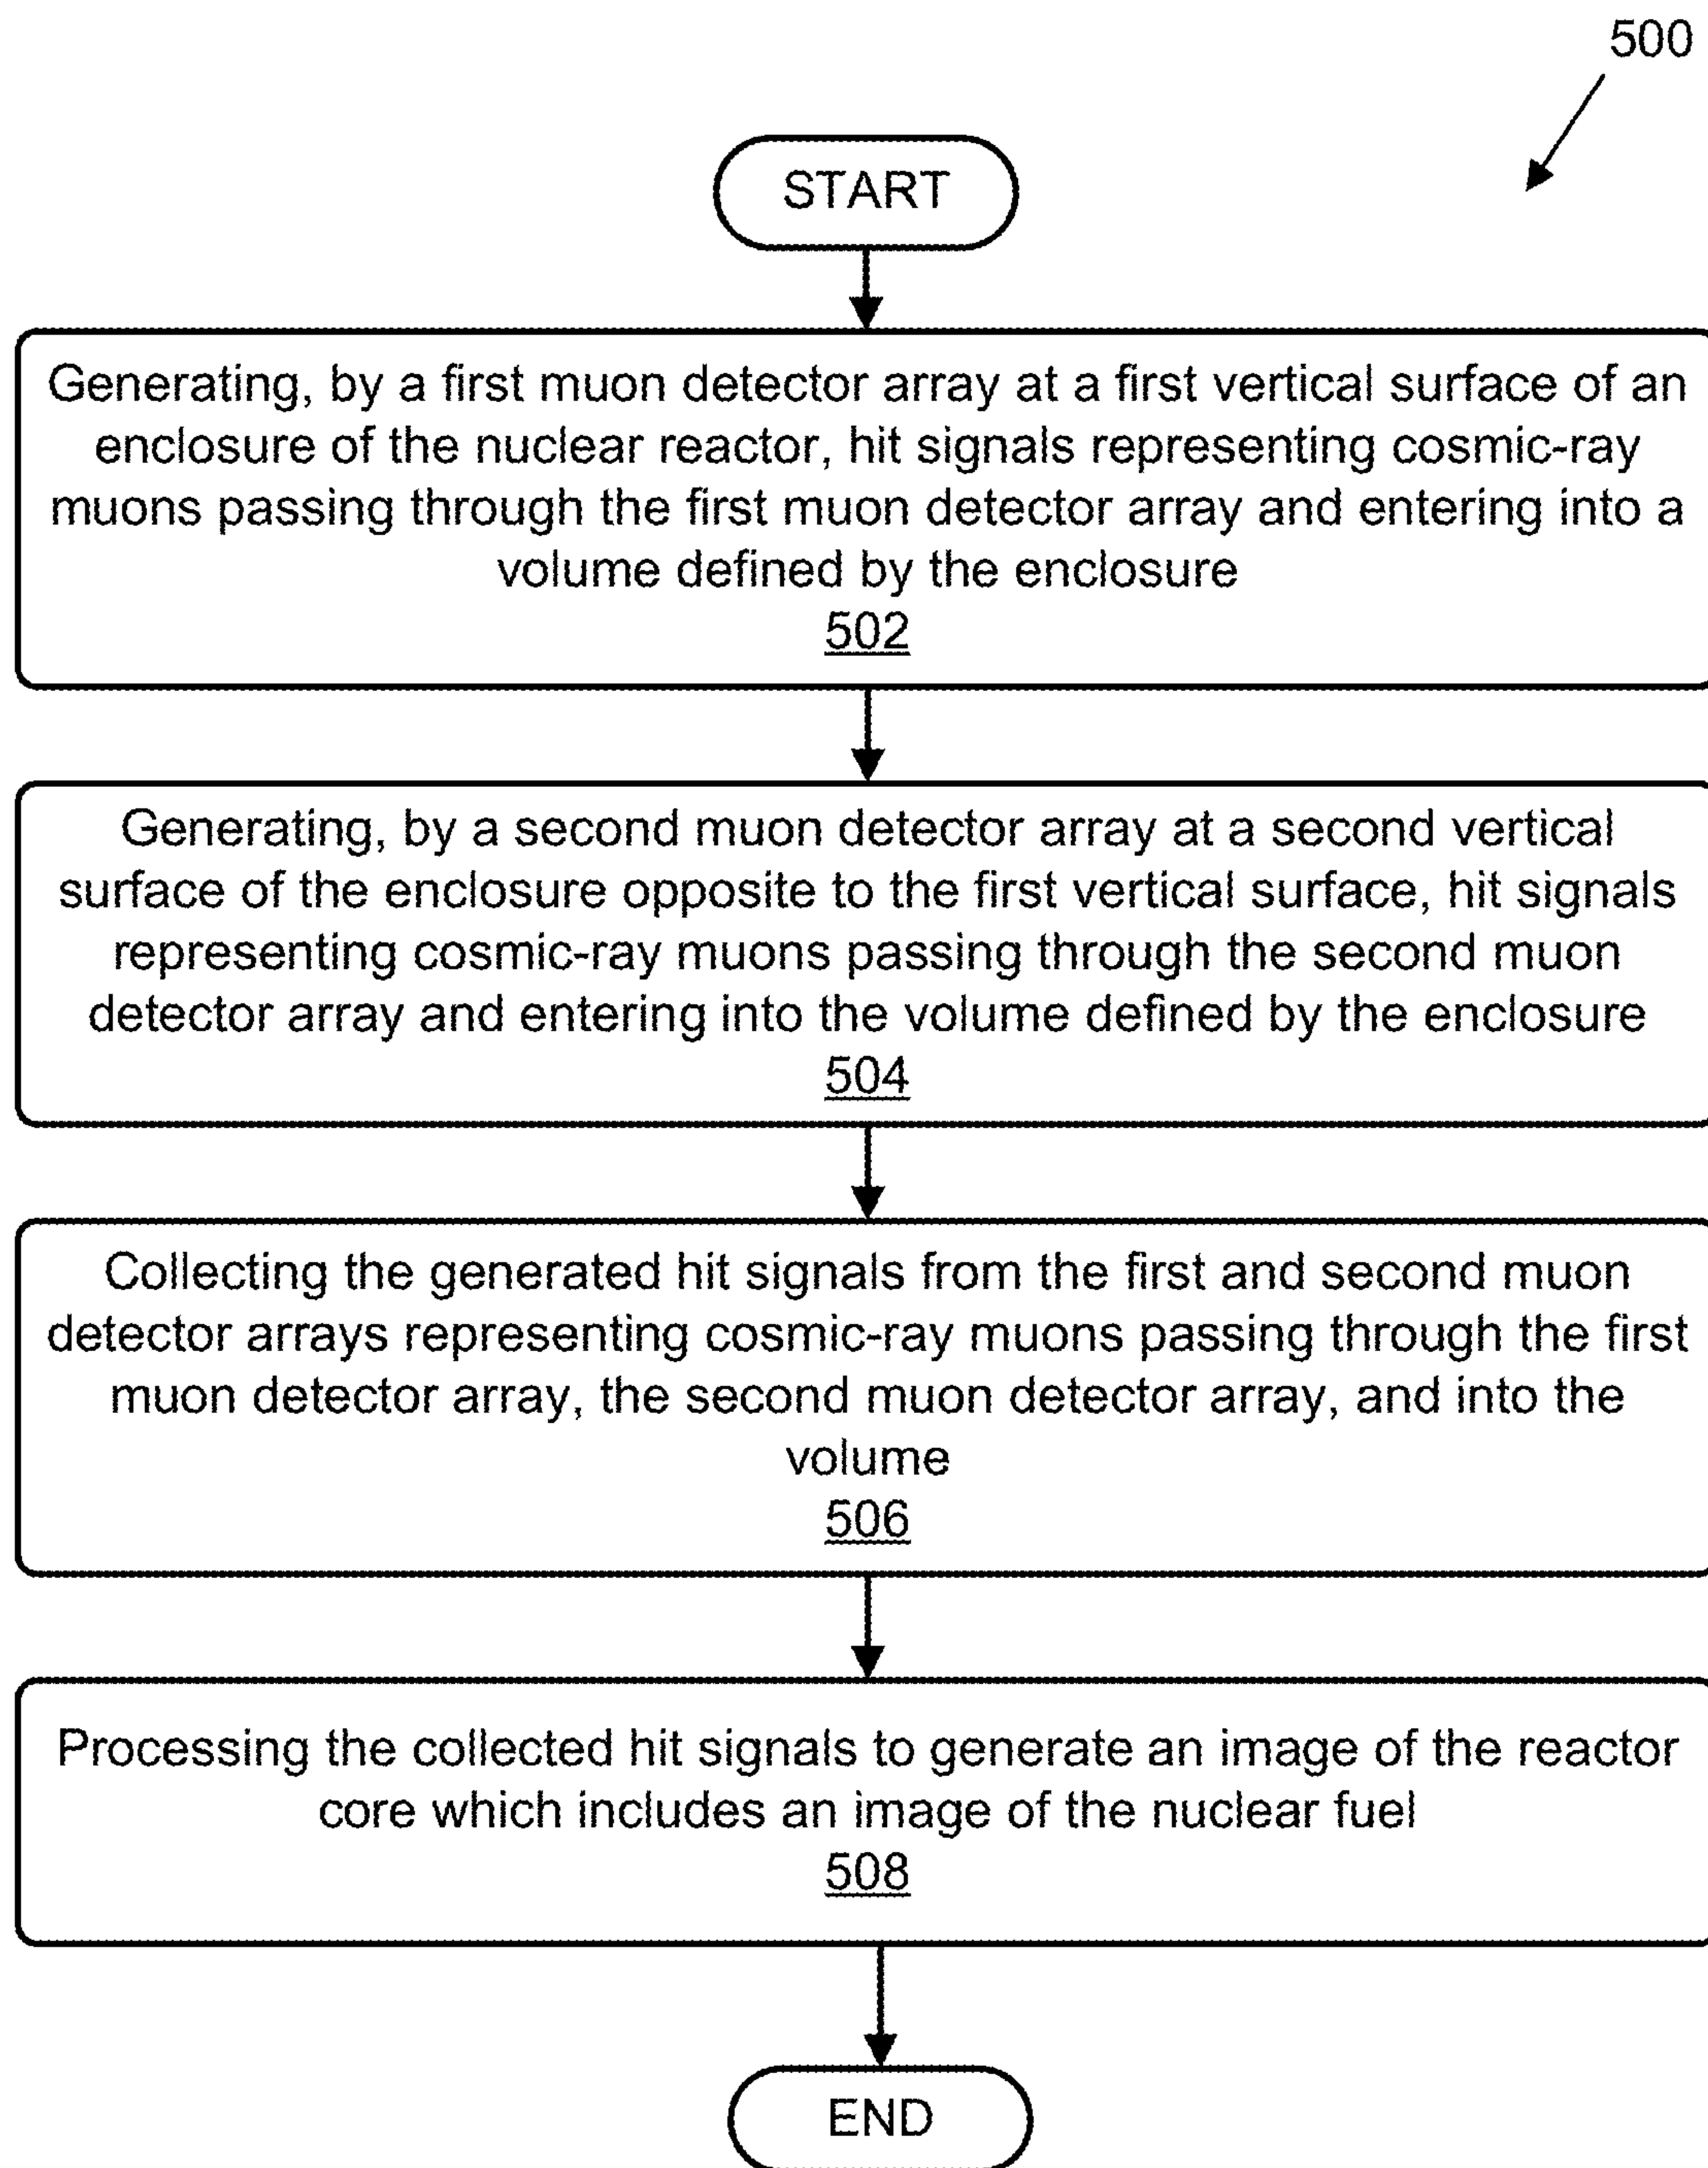 500
START
Generating, by a first muon detector array at a first vertical surface of an
enclosure of the nuclear reactor, hit signals representing cosmic-ray
muons passing through the first muon detector array and entering into a
volume defined by the enclosure
502
Generating, by a second muon detector array at a second vertical
surface of the enclosure opposite to the first vertical surface, hit signals
representing cosmic-ray muons passing through the second muon
detector array and entering into the volume defined by the enclosure
504
Collecting the generated hit signals from the first and second muon
detector arrays representing cosmic-ray muons passing through the first
muon detector array, the second muon detector array, and into the
volume
506
Processing the collected hit signals to generate an image of the reactor
core which includes an image of the nuclear fuel
508
END